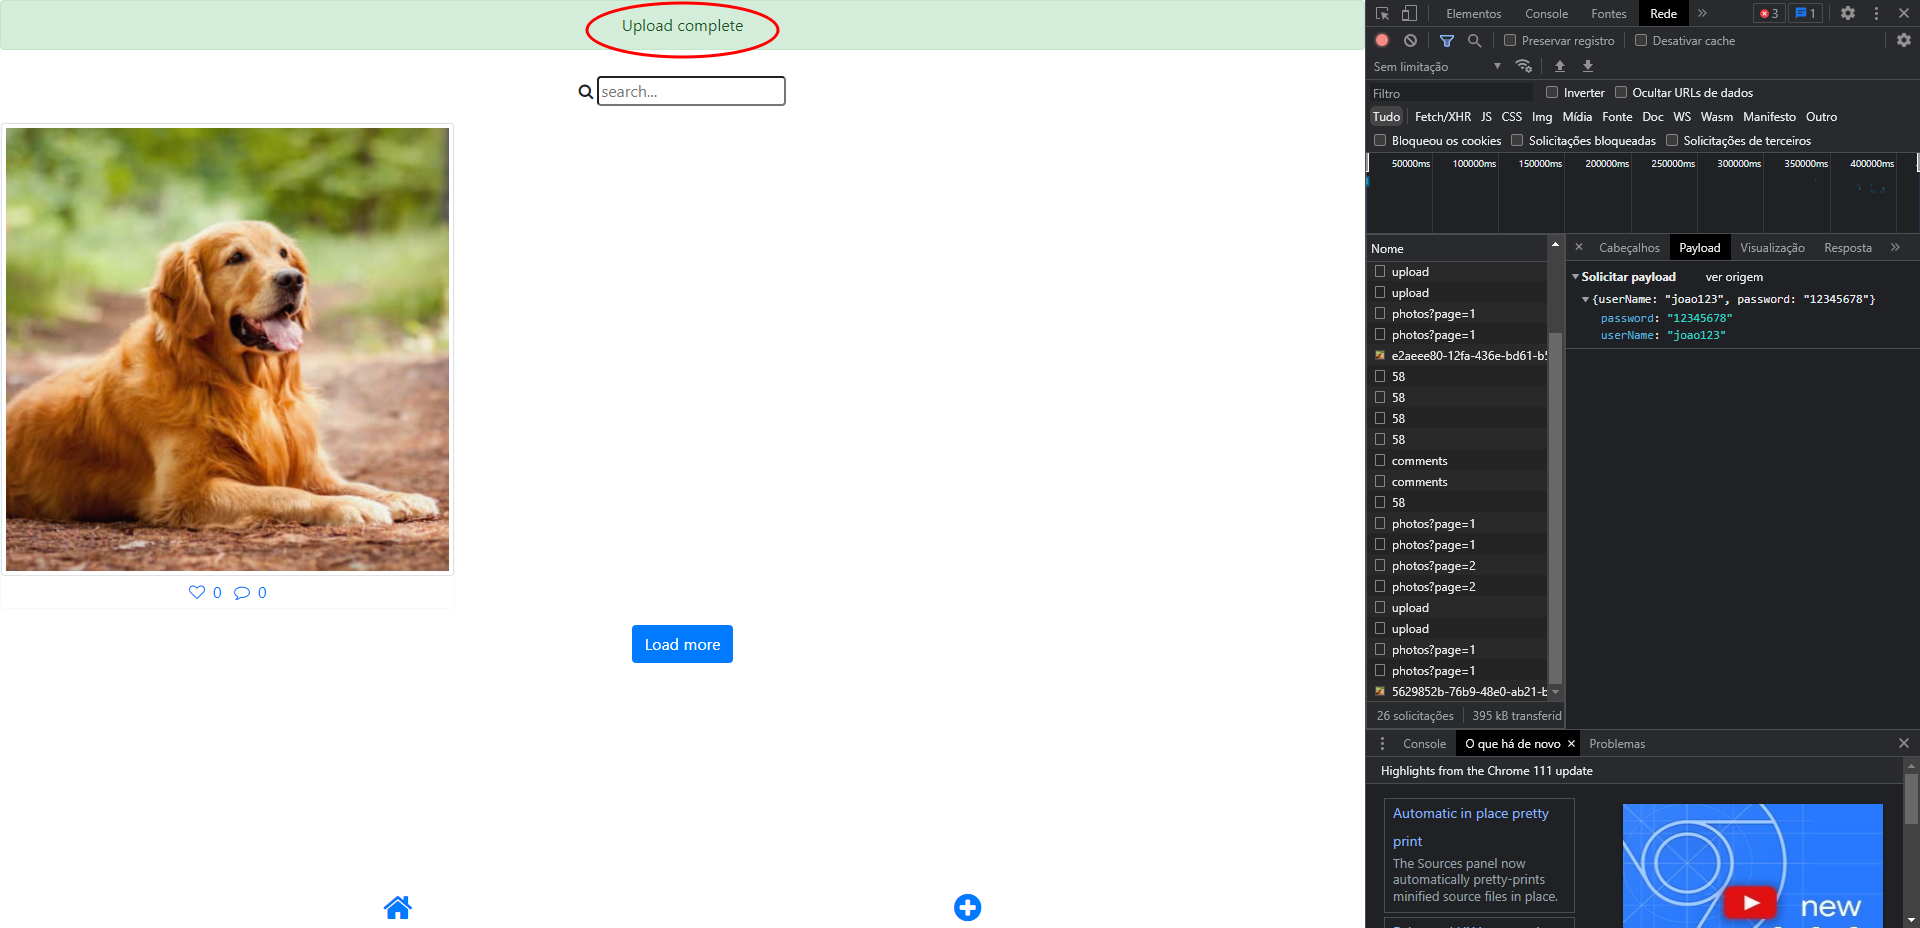 Upload complete
search...
0 0
Load more
Elementos Console Fontes Rede 3 1
Preservar registro Desativar cache
Sem limitação
Filtro Inverter Ocultar URLs de dados
Tudo Fetch/XHR JS CSS Img Mídia Fonte Doc WS Wasm Manifesto Outro
Bloqueou os cookies Solicitações bloqueadas Solicitações de terceiros
50000ms 100000ms 150000ms 200000ms 250000ms 300000ms 350000ms 400000ms
Nome
upload
upload
photos?page=1
photos?page=1
e2aeee80-12fa-436e-bd61-b5
58
58
58
58
comments
comments
58
photos?page=1
photos?page=1
photos?page=2
photos?page=2
upload
upload
photos?page=1
photos?page=1
5629852b-76b9-48e0-ab21-b
26 solicitações 395 kB transferid
Cabeçalhos Payload Visualização Resposta
Solicitar payload ver origem
{userName: "joao123", password: "12345678"}
password: "12345678"
userName: "joao123"
Console O que há de novo Problemas
Highlights from the Chrome 111 update
Automatic in place pretty
print
The Sources panel now
automatically pretty-prints
minified source files in place.
new